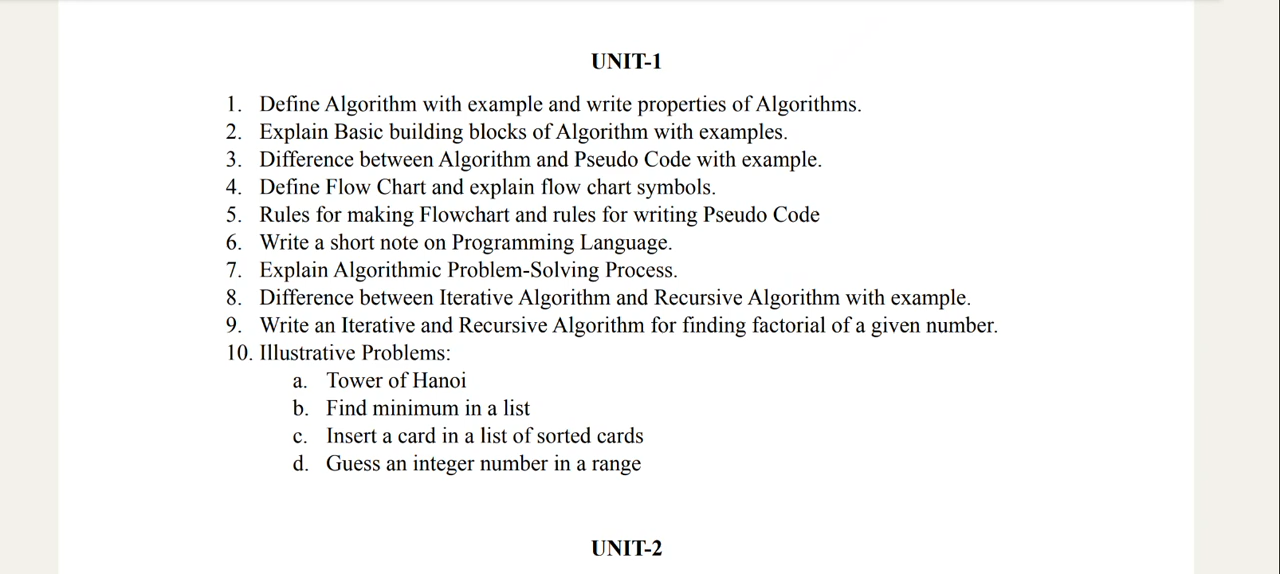 UNIT-1
1. Define Algorithm with example and write properties of Algorithms.
2. Explain Basic building blocks of Algorithm with examples.
3. Difference between Algorithm and Pseudo Code with example.
4. Define Flow Chart and explain flow chart symbols.
5. Rules for making Flowchart and rules for writing Pseudo Code
6. Write a short note on Programming Language.
7. Explain Algorithmic Problem-Solving Process.
8. Difference between Iterative Algorithm and Recursive Algorithm with example.
9. Write an Iterative and Recursive Algorithm for finding factorial of a given number.
10. Illustrative Problems:
a. Tower of Hanoi
b. Find minimum in a list
c. Insert a card in a list of sorted cards
d. Guess an integer number in a range
UNIT-2